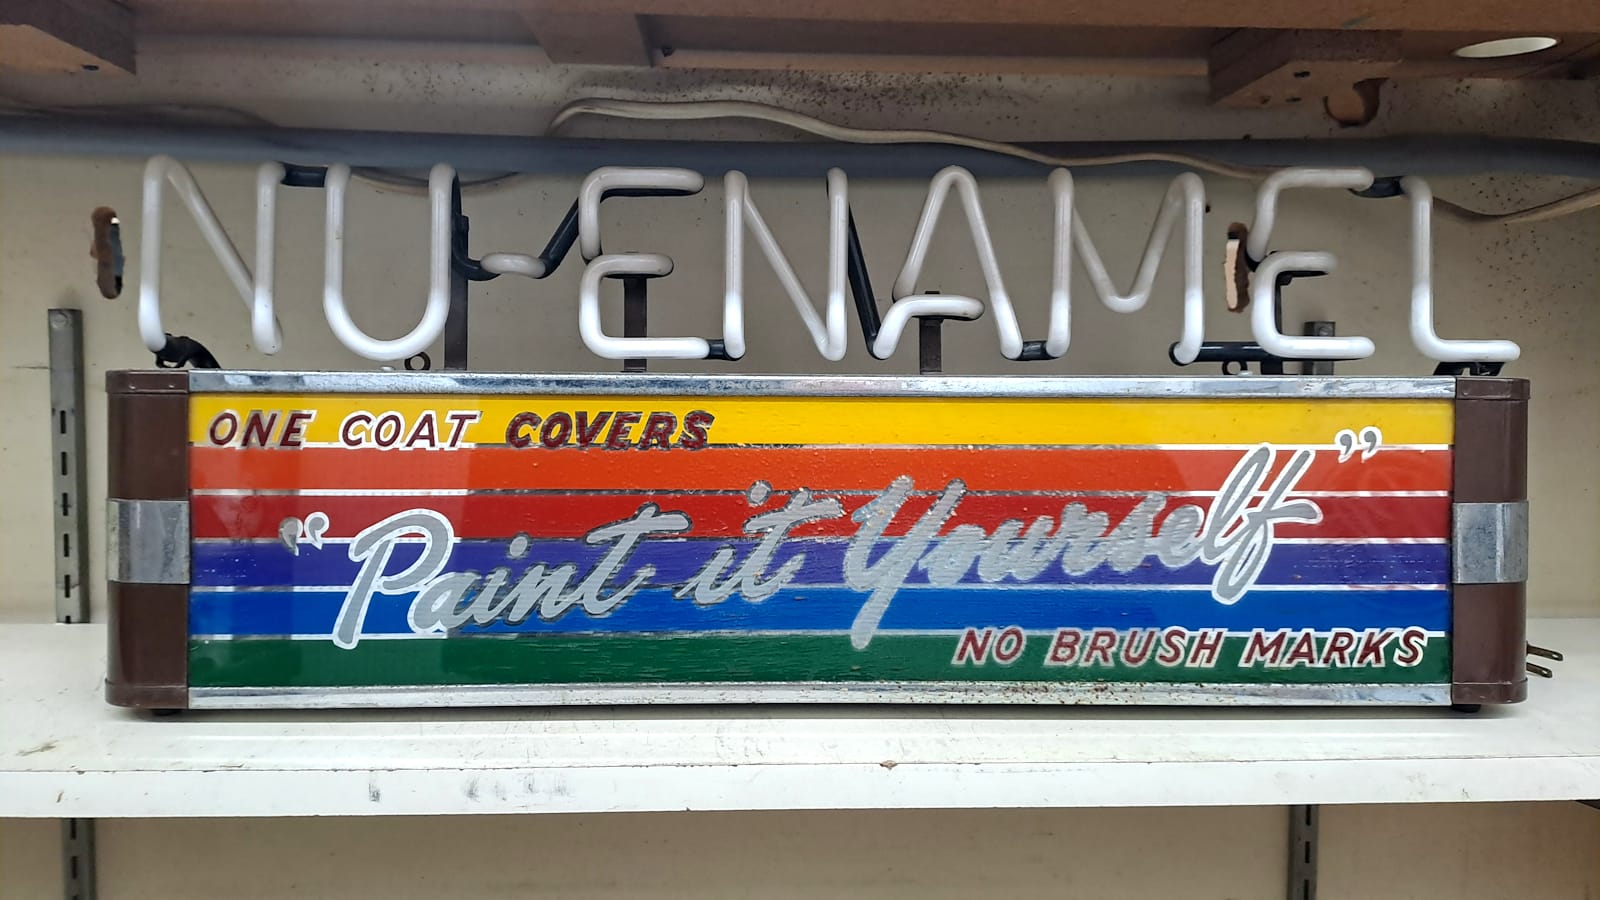 NU-ENAMEL
ONE COAT COVERS
"Paint it Yourself"
NO BRUSH MARKS